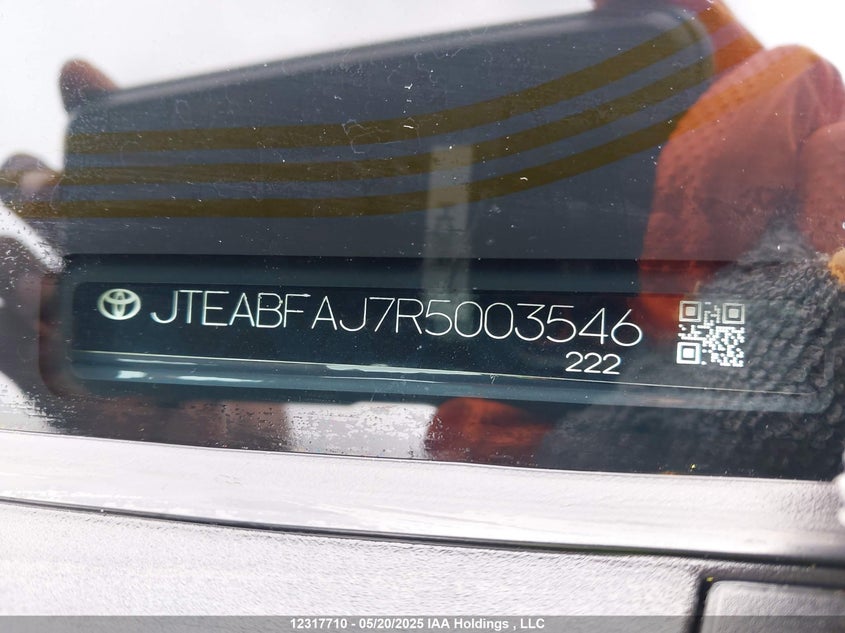 JTEABFAJ7R5003546
222
12317710 - 05/20/2025 IAA Holdings , LLC